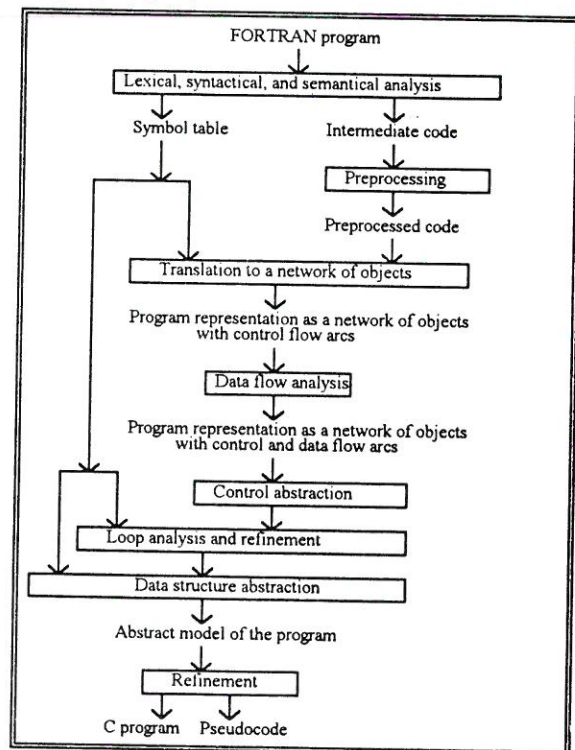 FORTRAN program
Lexical, syntactical, and semantical analysis
Symbol table
Intermediate code
Preprocessing
Preprocessed code
Translation to a network of objects
Program representation as a network of objects
with control flow arcs
Data flow analysis
Program representation as a network of objects
with control and data flow arcs
Control abstraction
Loop analysis and refinement
Data structure abstraction
Abstract model of the program
Refinement
C program
Pseudocode